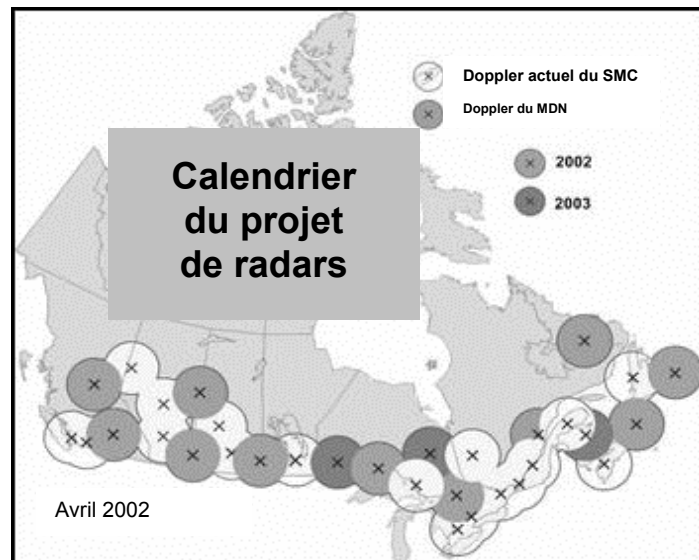 Doppler actuel du SMC
Doppler du MDN
Calendrier
du projet
de radars
2002
2003
Avril 2002